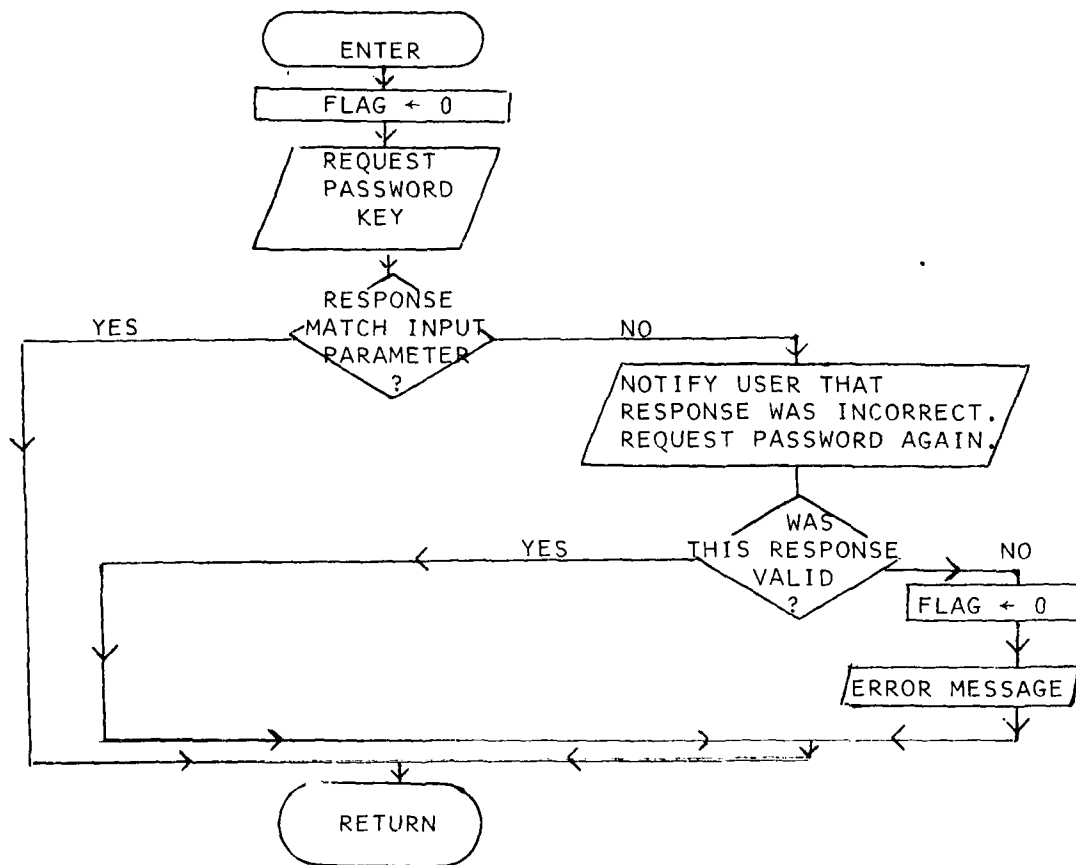 ENTER
FLAG ← 0
REQUEST
PASSWORD
KEY
RESPONSE
MATCH INPUT
PARAMETER
?
YES
NO
NOTIFY USER THAT
RESPONSE WAS INCORRECT.
REQUEST PASSWORD AGAIN.
WAS
THIS RESPONSE
VALID
?
YES
NO
FLAG ← 0
ERROR MESSAGE
RETURN